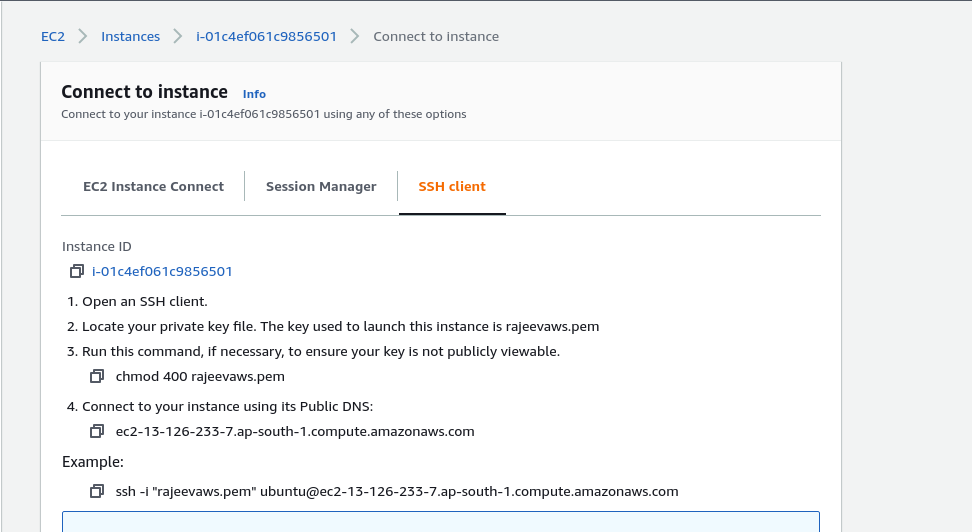 EC2 > Instances > i-01c4ef061c9856501 > Connect to instance
Connect to instance Info
Connect to your instance i-01c4ef061c9856501 using any of these options
EC2 Instance Connect Session Manager SSH client
Instance ID
i-01c4ef061c9856501
1. Open an SSH client.
2. Locate your private key file. The key used to launch this instance is rajeevaws.pem
3. Run this command, if necessary, to ensure your key is not publicly viewable.
chmod 400 rajeevaws.pem
4. Connect to your instance using its Public DNS:
ec2-13-126-233-7.ap-south-1.compute.amazonaws.com
Example:
ssh -i "rajeevaws.pem" ubuntu@ec2-13-126-233-7.ap-south-1.compute.amazonaws.com